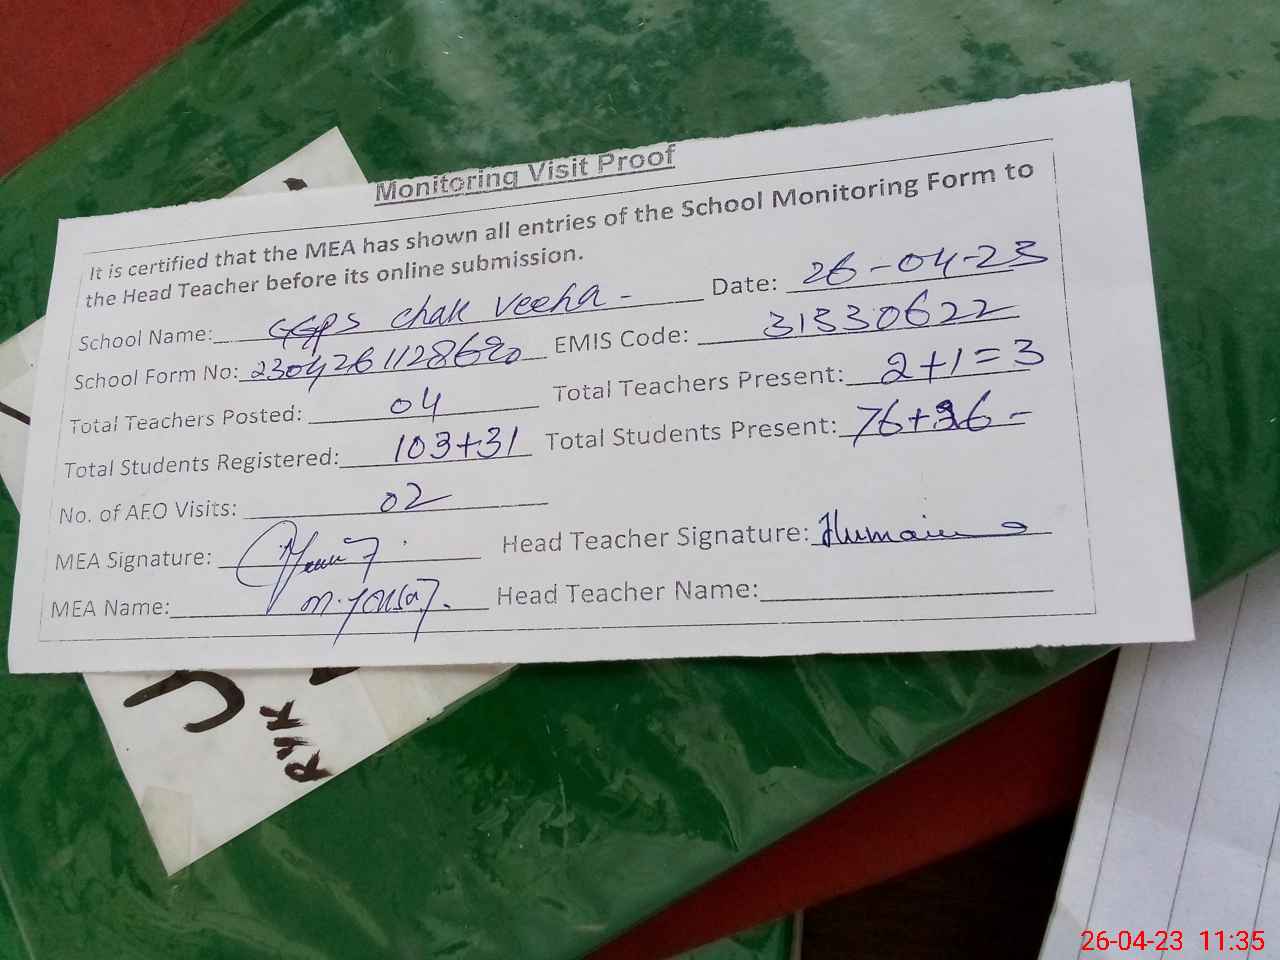 Monitoring Visit Proof
It is certified that the MEA has shown all entries of the School Monitoring Form to
the Head Teacher before its online submission.
School Name: GGPS Chak Veeha - Date: 26-04-23
School Form No: EMIS Code: 31330622
Total Teachers Posted: 04 Total Teachers Present: 2+1=3
Total Students Registered: 103+31 Total Students Present:
No. of AEO Visits: 02
MEA Signature: Head Teacher Signature: Humaira
MEA Name: M. Yousaf. Head Teacher Name:
RYK
26-04-23 11:35